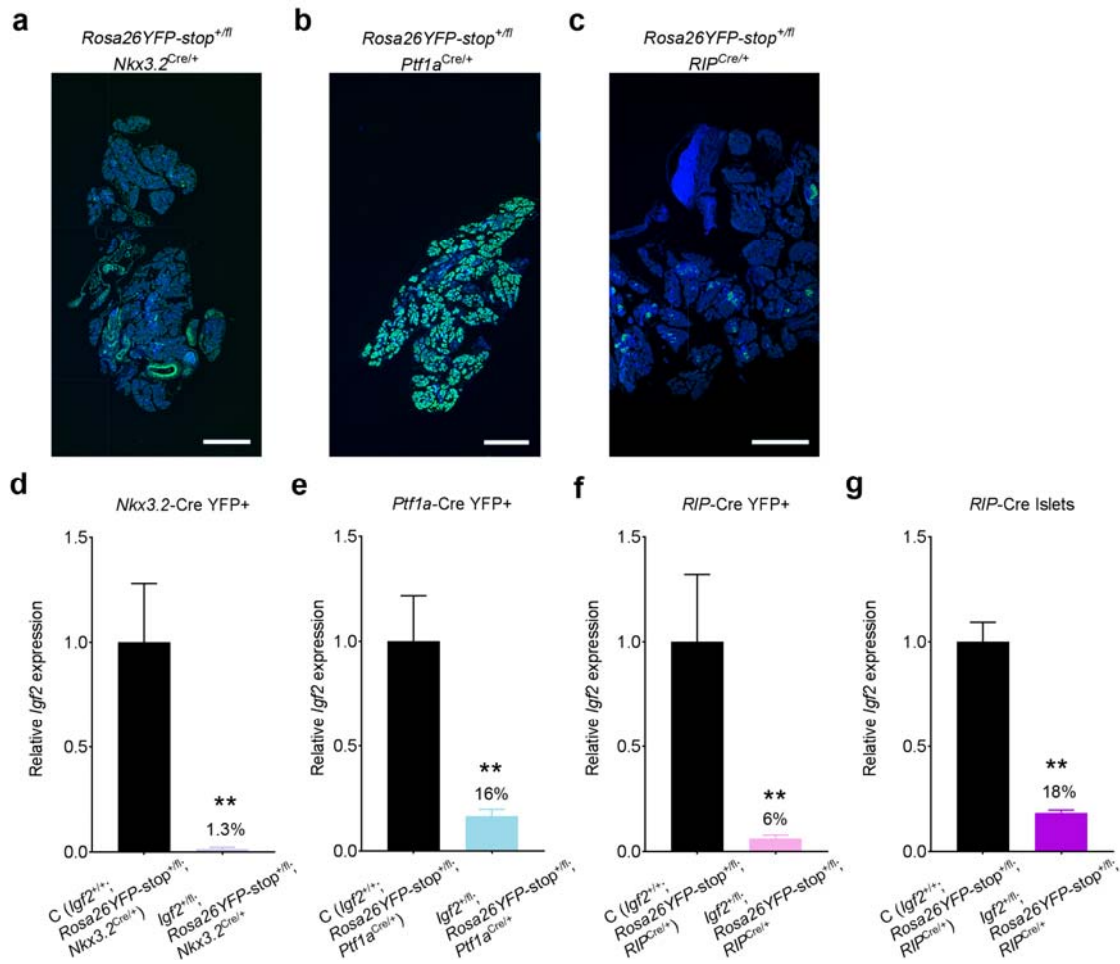 a
Rosa26YFP-stop+/fl
Nkx3.2Cre/+
b
Rosa26YFP-stop+/fl
Ptf1aCre/+
c
Rosa26YFP-stop+/fl
RIPCre/+
d
Nkx3.2-Cre YFP+
Relative Igf2 expression
1.5
1.0
0.5
0.0
**
1.3%
C (Igf2+/+;
Rosa26YFP-stop+/fl;
Nkx3.2Cre/+)
Igf2+/fl;
Rosa26YFP-stop+/fl;
Nkx3.2Cre/+
e
Ptf1a-Cre YFP+
Relative Igf2 expression
1.5
1.0
0.5
0.0
**
16%
C (Igf2+/+;
Rosa26YFP-stop+/fl;
Ptf1aCre/+)
Igf2+/fl;
Rosa26YFP-stop+/fl;
Ptf1aCre/+
f
RIP-Cre YFP+
Relative Igf2 expression
1.5
1.0
0.5
0.0
**
6%
C (Igf2+/+;
Rosa26YFP-stop+/fl;
RIPCre/+)
Igf2+/fl;
Rosa26YFP-stop+/fl;
RIPCre/+
g
RIP-Cre Islets
Relative Igf2 expression
1.5
1.0
0.5
0.0
**
18%
C (Igf2+/+;
Rosa26YFP-stop+/fl;
RIPCre/+)
Igf2+/fl;
Rosa26YFP-stop+/fl;
RIPCre/+